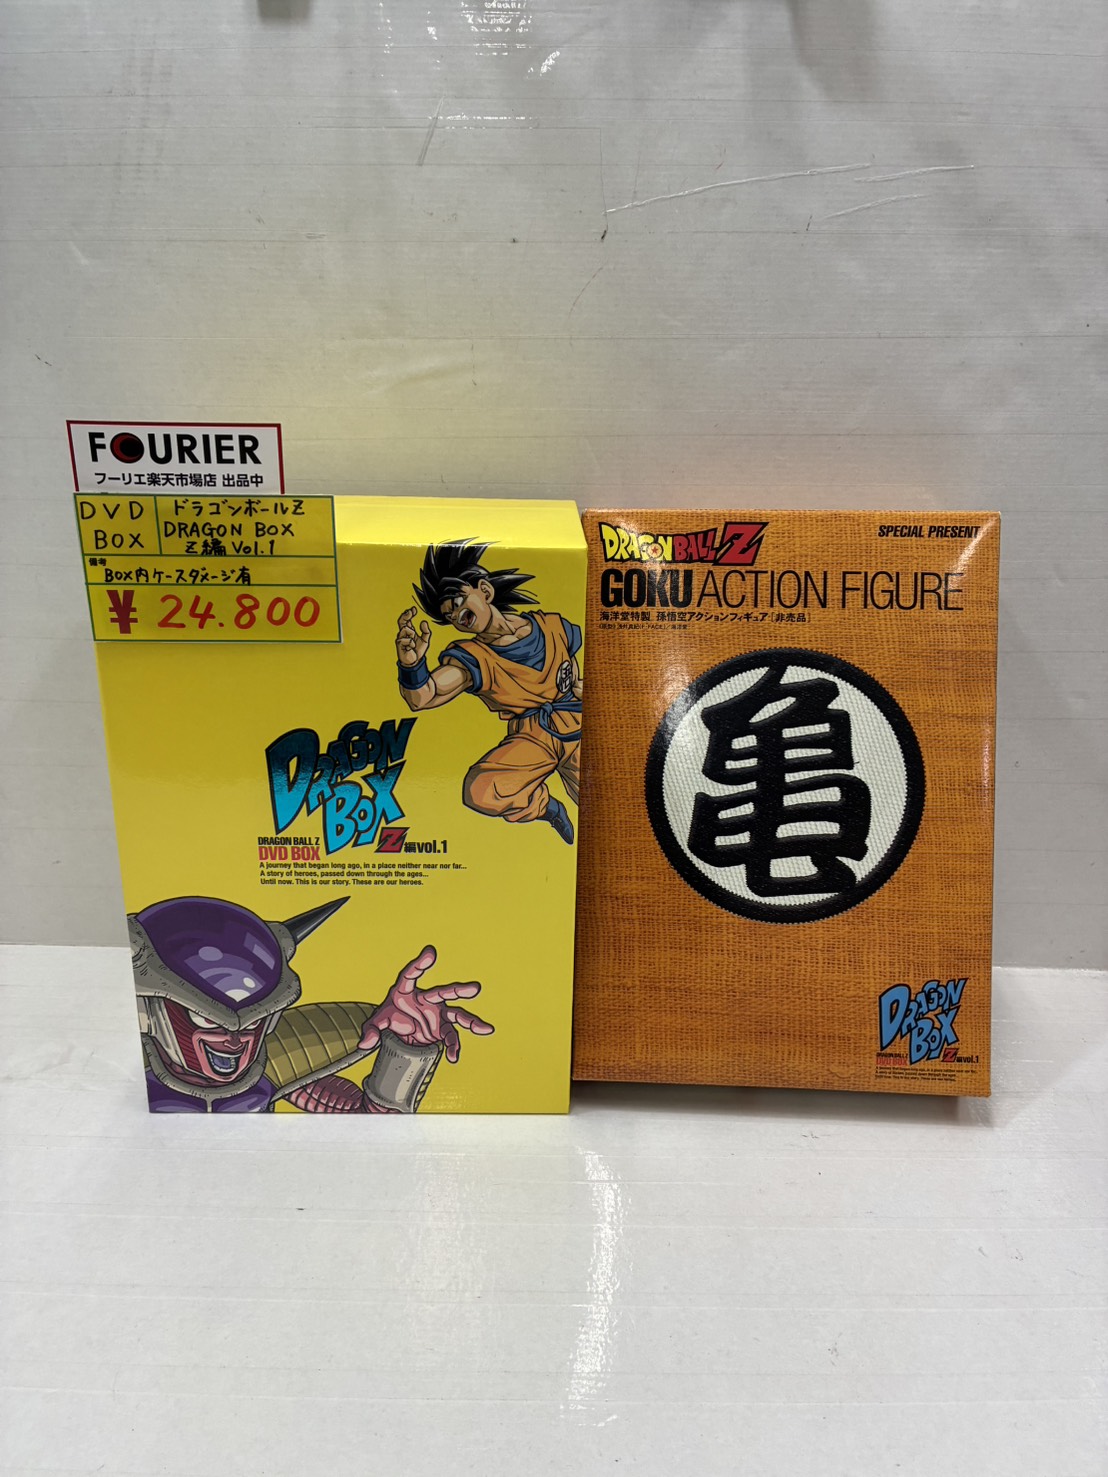 FOURIER
フーリエ楽天市場店 出品中
DVD BOX
ドラゴンボールZ
DRAGON BOX
Z編 Vol.1
備考
BOX内ケースダメージ有
¥ 24.800
悟
DRAGON BOX
DRAGON BALL Z
DVD BOX
Z編vol.1
A journey that began long ago, in a place neither near nor far...
A story of heroes, passed down through the ages...
Until now. This is our story. These are our heroes.
DRAGON BALL Z
SPECIAL PRESENT
GOKU ACTION FIGURE
海洋堂特製 孫悟空アクションフィギュア[非売品]
亀
DRAGON BOX
DRAGON BALL Z
DVD BOX
Z編vol.1